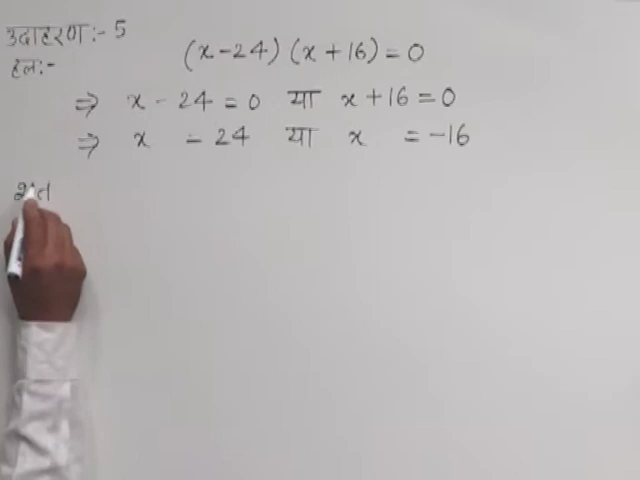 उदाहरण:- 5
(x-24) (x+16) = 0
हल:-
⇒ x - 24 = 0 या x + 16 = 0
⇒ x = 24 या x = -16